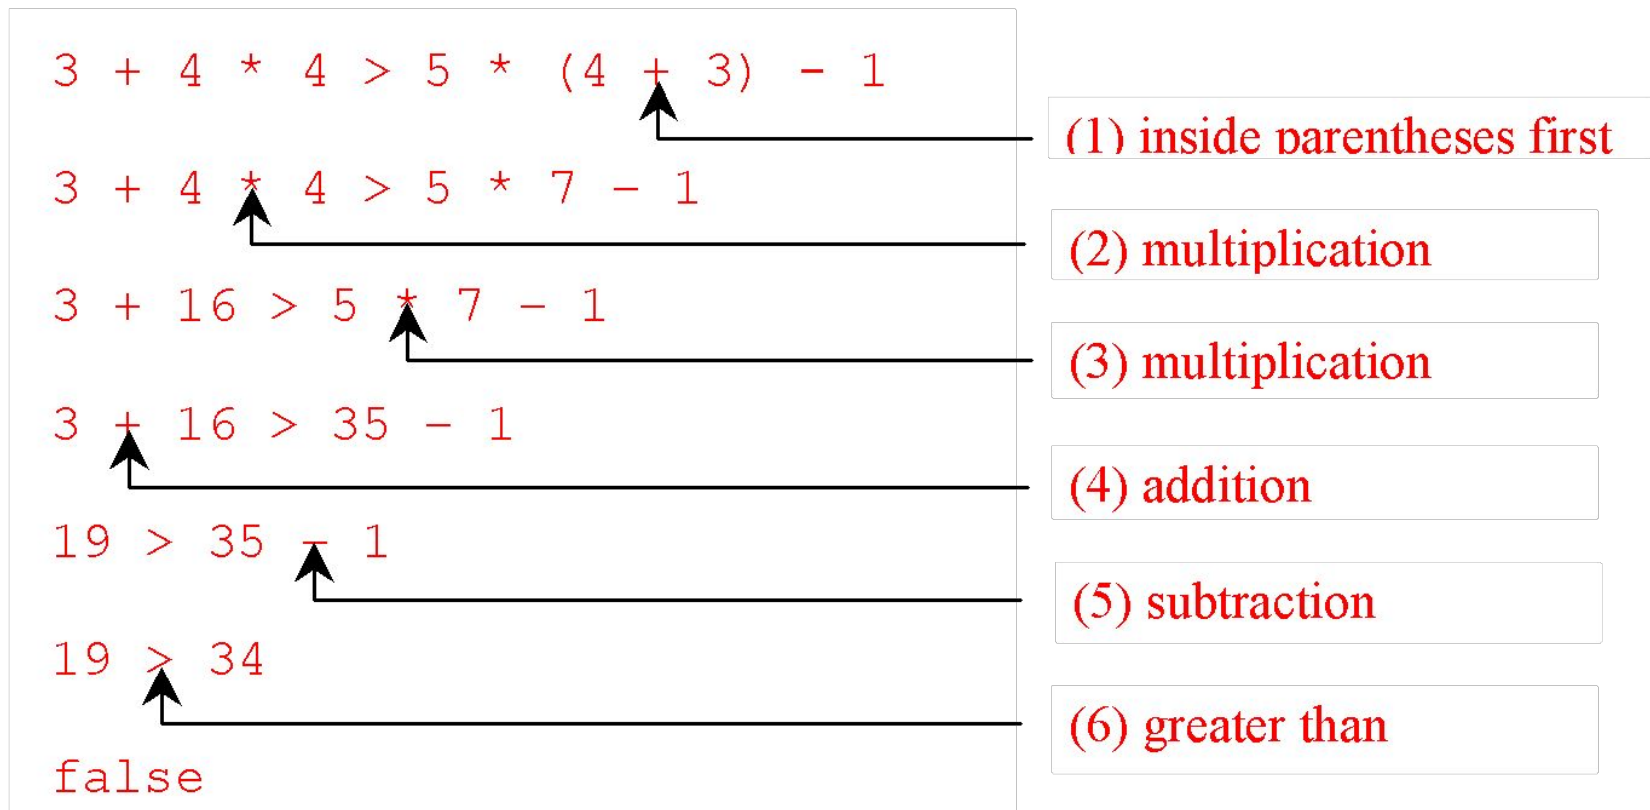 3 + 4 * 4 > 5 * (4 + 3) - 1
(1) inside parentheses first
3 + 4 * 4 > 5 * 7 - 1
(2) multiplication
3 + 16 > 5 * 7 - 1
(3) multiplication
3 + 16 > 35 - 1
(4) addition
19 > 35 - 1
(5) subtraction
19 > 34
(6) greater than
false